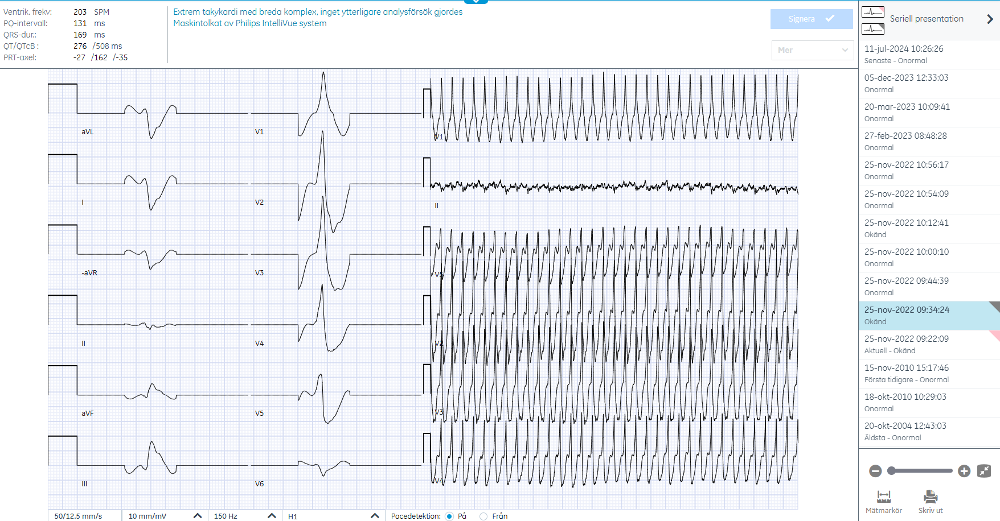 Ventrik. frekv: 203 SPM
PQ-intervall: 131 ms
QRS-dur.: 169 ms
QT/QTcB : 276 /508 ms
PRT-axel: -27 /162 /-35
Extrem takykardi med breda komplex, inget ytterligare analysförsök gjordes
Maskintolkat av Philips IntelliVue system
Signera
Mer
aVL
I
-aVR
II
aVF
III
V1
V2
V3
V4
V5
V6
V1
II
V5
V2
V3
V4
50/12.5 mm/s
10 mm/mV
150 Hz
H1
Pacedetektion: På Från
Seriell presentation
11-jul-2024 10:26:26
Senaste - Onormal
05-dec-2023 12:33:03
Onormal
20-mar-2023 10:09:41
Onormal
27-feb-2023 08:48:28
Onormal
25-nov-2022 10:56:17
Onormal
25-nov-2022 10:54:09
Onormal
25-nov-2022 10:12:41
Okänd
25-nov-2022 10:00:10
Onormal
25-nov-2022 09:44:39
Onormal
25-nov-2022 09:34:24
Okänd
25-nov-2022 09:22:09
Aktuell - Okänd
15-nov-2010 15:17:46
Första tidigare - Onormal
18-okt-2010 10:29:03
Onormal
20-okt-2004 12:43:03
Äldsta - Onormal
Mätmarkör
Skriv ut